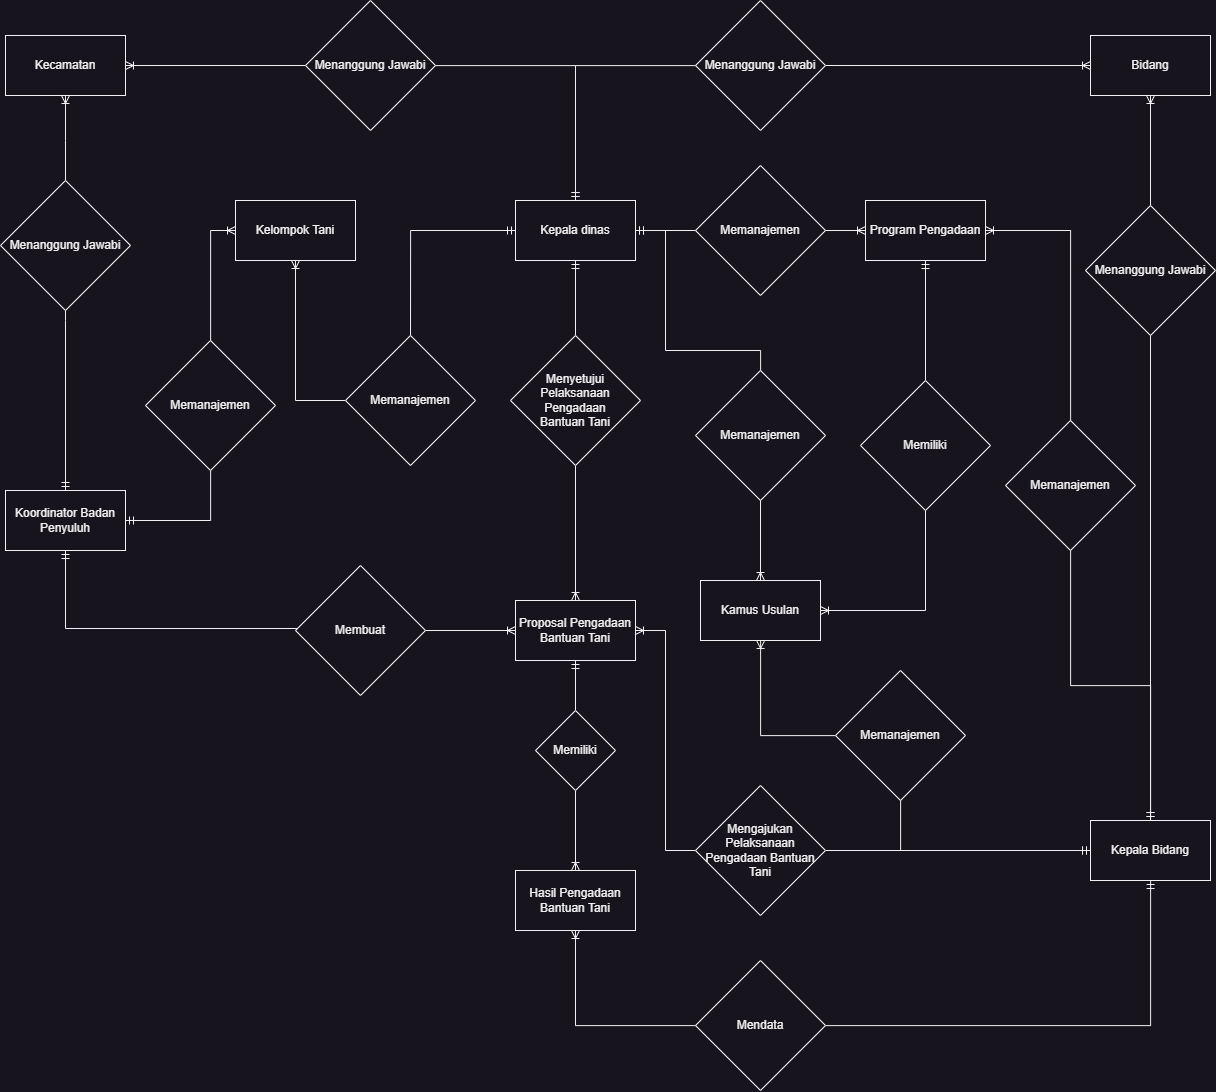 Kecamatan
Menanggung Jawabi
Menanggung Jawabi
Bidang
Menanggung Jawabi
Kelompok Tani
Kepala dinas
Memanajemen
Program Pengadaan
Menanggung Jawabi
Memanajemen
Memanajemen
Menyetujui
Pelaksanaan
Pengadaan
Bantuan Tani
Memanajemen
Memiliki
Memanajemen
Koordinator Badan
Penyuluh
Membuat
Proposal Pengadaan
Bantuan Tani
Kamus Usulan
Memiliki
Memanajemen
Mengajukan
Pelaksanaan
Pengadaan Bantuan
Tani
Kepala Bidang
Hasil Pengadaan
Bantuan Tani
Mendata